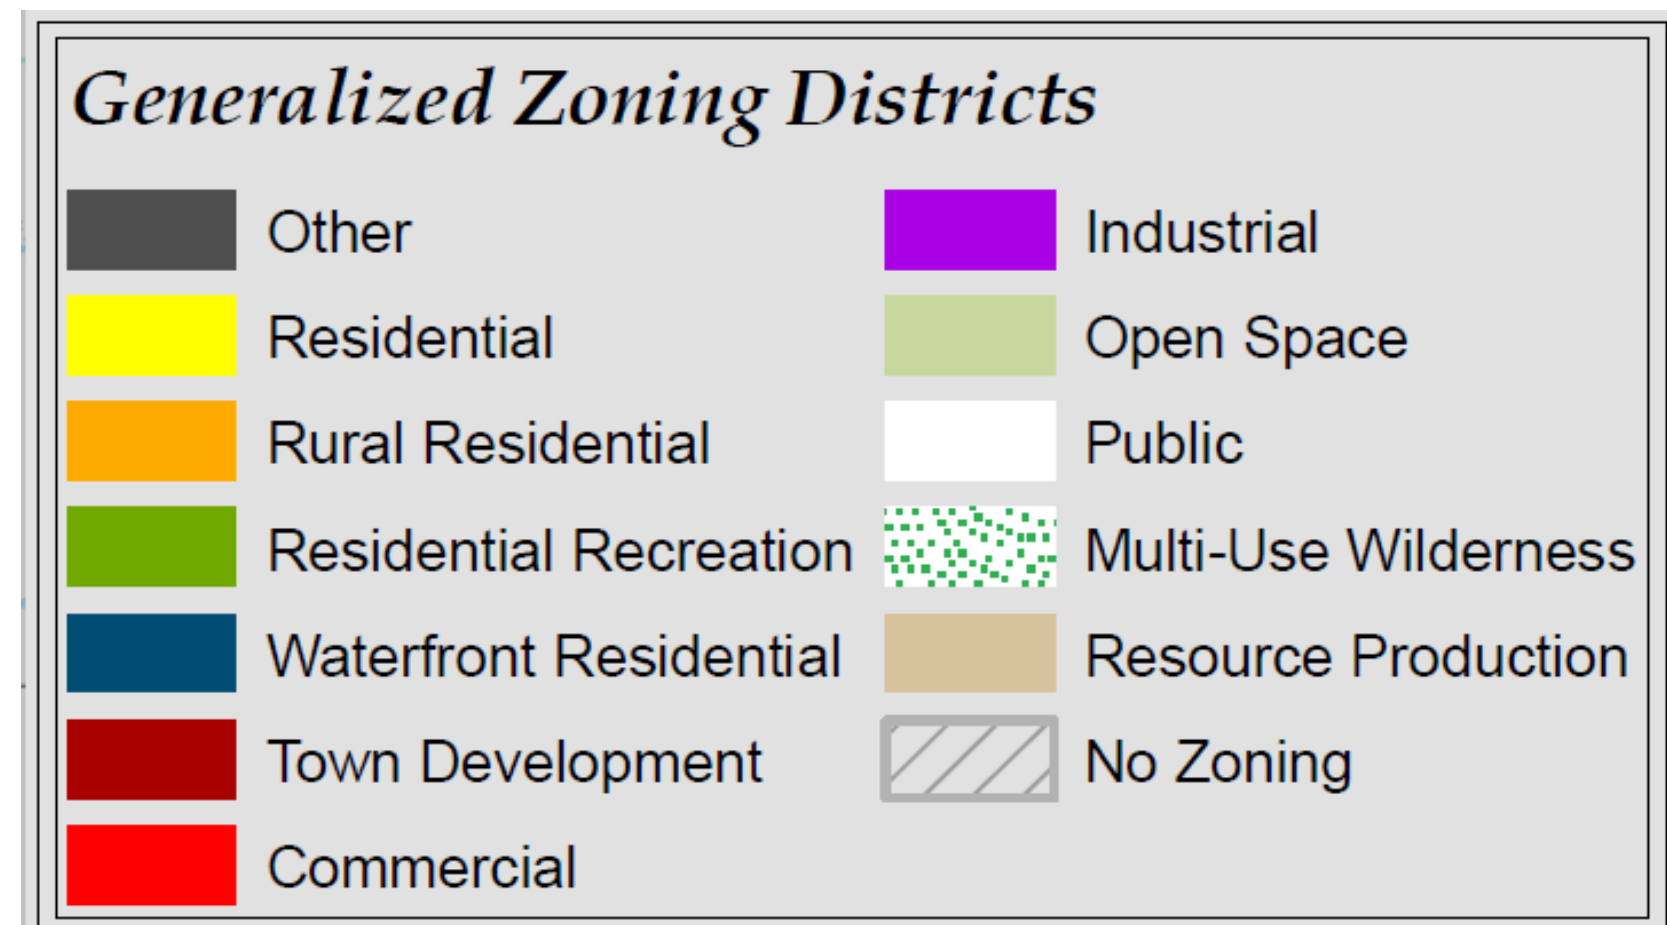 Generalized Zoning Districts
Other
Residential
Rural Residential
Residential Recreation
Waterfront Residential
Town Development
Commercial
Industrial
Open Space
Public
Multi-Use Wilderness
Resource Production
No Zoning